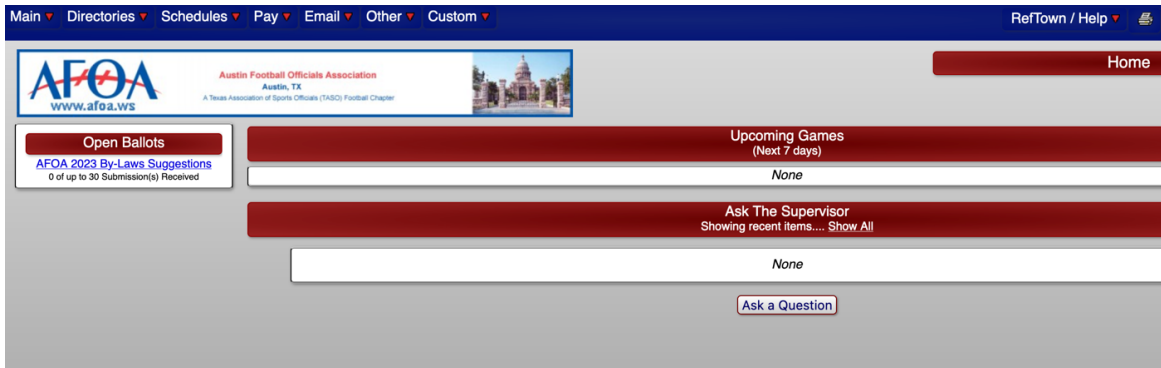 Main ▼ Directories ▼ Schedules ▼ Pay ▼ Email ▼ Other ▼ Custom ▼ RefTown / Help ▼
AFOA
www.afoa.ws
Austin Football Officials Association
Austin, TX
A Texas Association of Sports Officials (TASO) Football Chapter
Home
Open Ballots
AFOA 2023 By-Laws Suggestions
0 of up to 30 Submission(s) Received
Upcoming Games
(Next 7 days)
None
Ask The Supervisor
Showing recent items.... Show All
None
Ask a Question